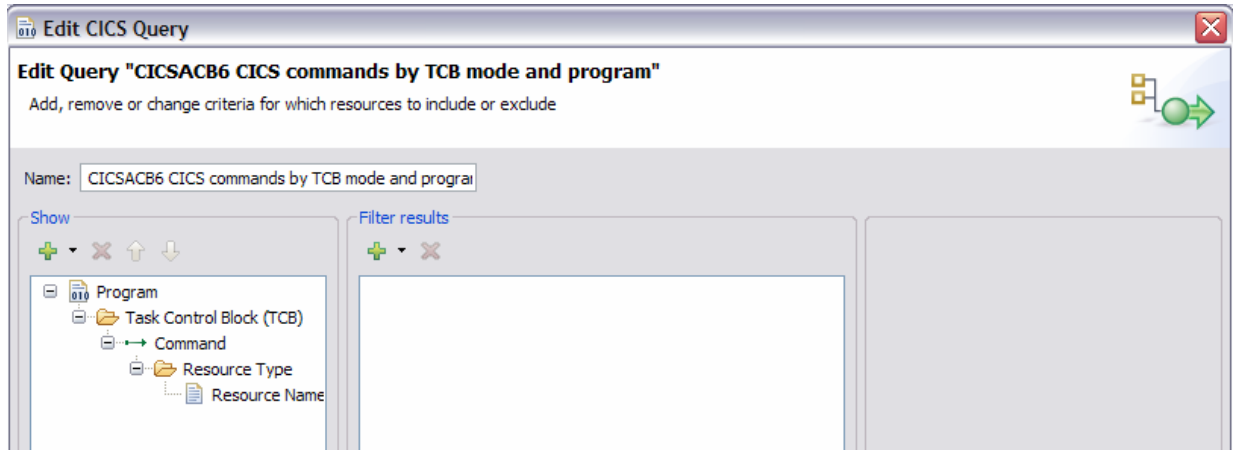 Edit CICS Query
Edit Query "CICSACB6 CICS commands by TCB mode and program"
Add, remove or change criteria for which resources to include or exclude
Name: CICSACB6 CICS commands by TCB mode and progra
Show
Filter results
010 Program
Task Control Block (TCB)
Command
Resource Type
Resource Name